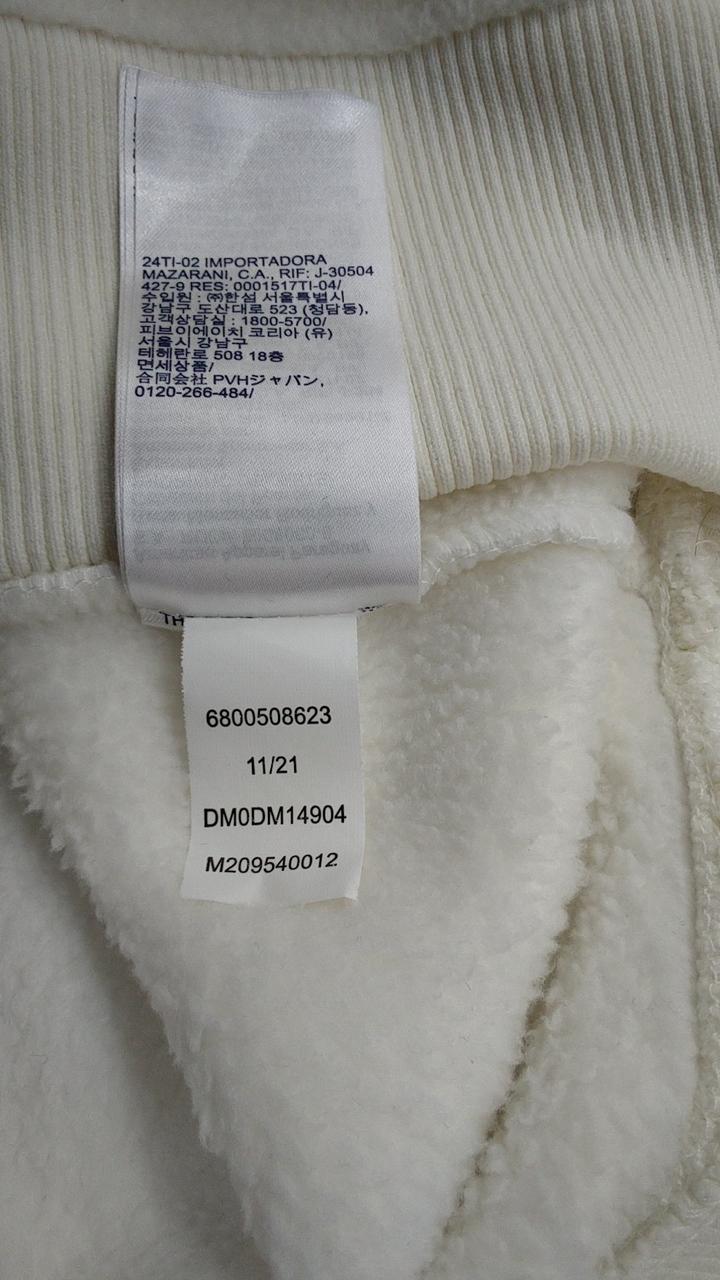 24TI-02 IMPORTADORA
MAZARANI, C.A., RIF: J-30504
427-9 RES: 0001517TI-04/
수입원 : ㈜한섬 서울특별시
강남구 도산대로 523 (청담동),
고객상담실 : 1800-5700/
피브이에이치 코리아 (유)
서울시 강남구
테헤란로 508 18층
면세상품/
合同会社 PVHジャパン,
0120-266-484/
TH
6800508623
11/21
DM0DM14904
M209540012